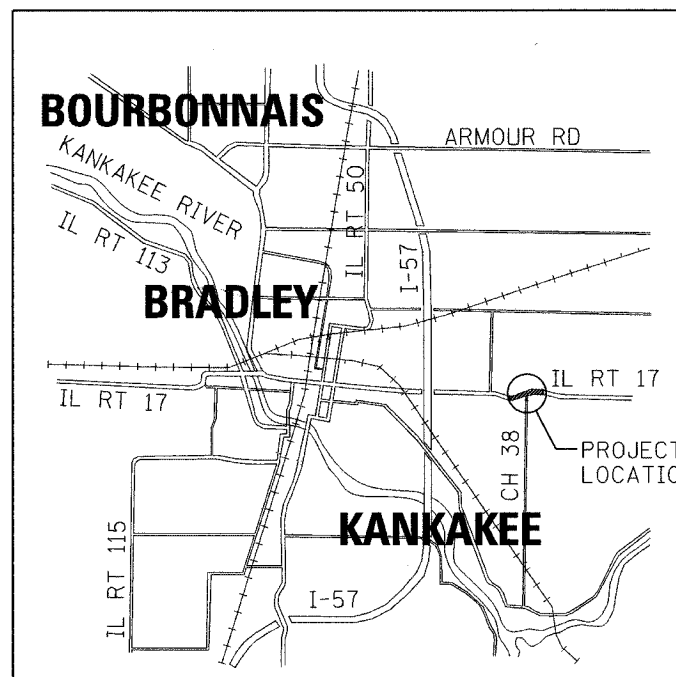 BOURBONNAIS
ARMOUR RD
KANKAKEE RIVER
IL RT 50
IL RT 113
I-57
BRADLEY
IL RT 17
IL RT 17
PROJECT
LOCATIO
CH 38
KANKAKEE
IL RT 115
I-57